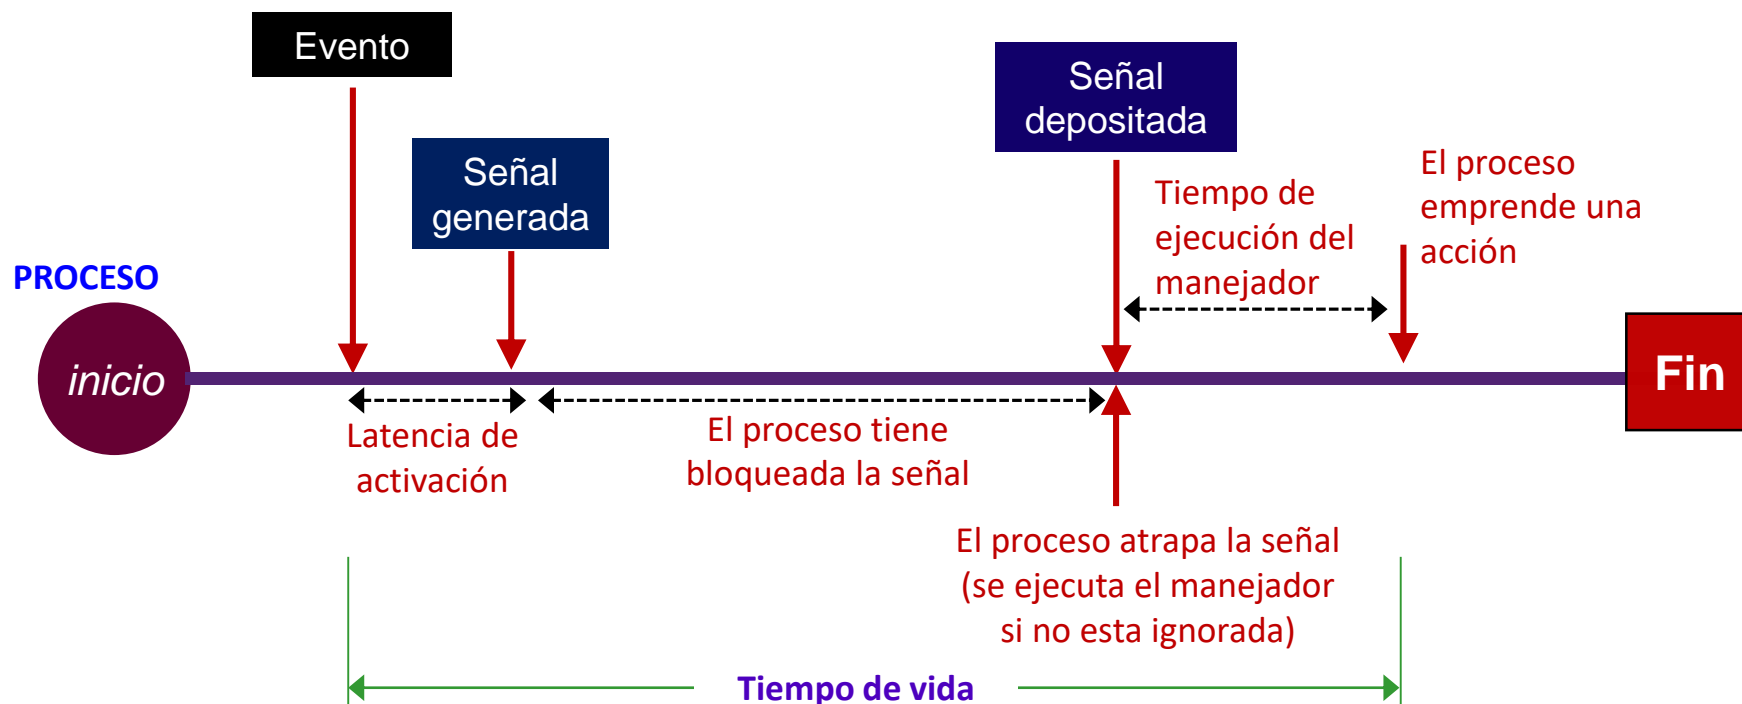 Evento
Señal
depositada
Señal
generada
El proceso
emprende una
acción
Tiempo de
ejecución del
manejador
PROCESO
inicio
Fin
Latencia de
activación
El proceso tiene
bloqueada la señal
El proceso atrapa la señal
(se ejecuta el manejador
si no esta ignorada)
Tiempo de vida